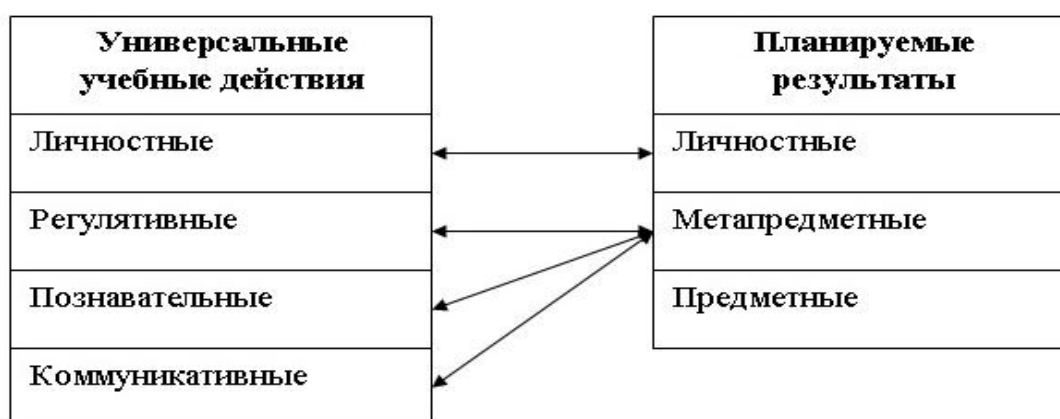 Универсальные
учебные действия
Личностные
Регулятивные
Познавательные
Коммуникативные
Планируемые
результаты
Личностные
Метапредметные
Предметные